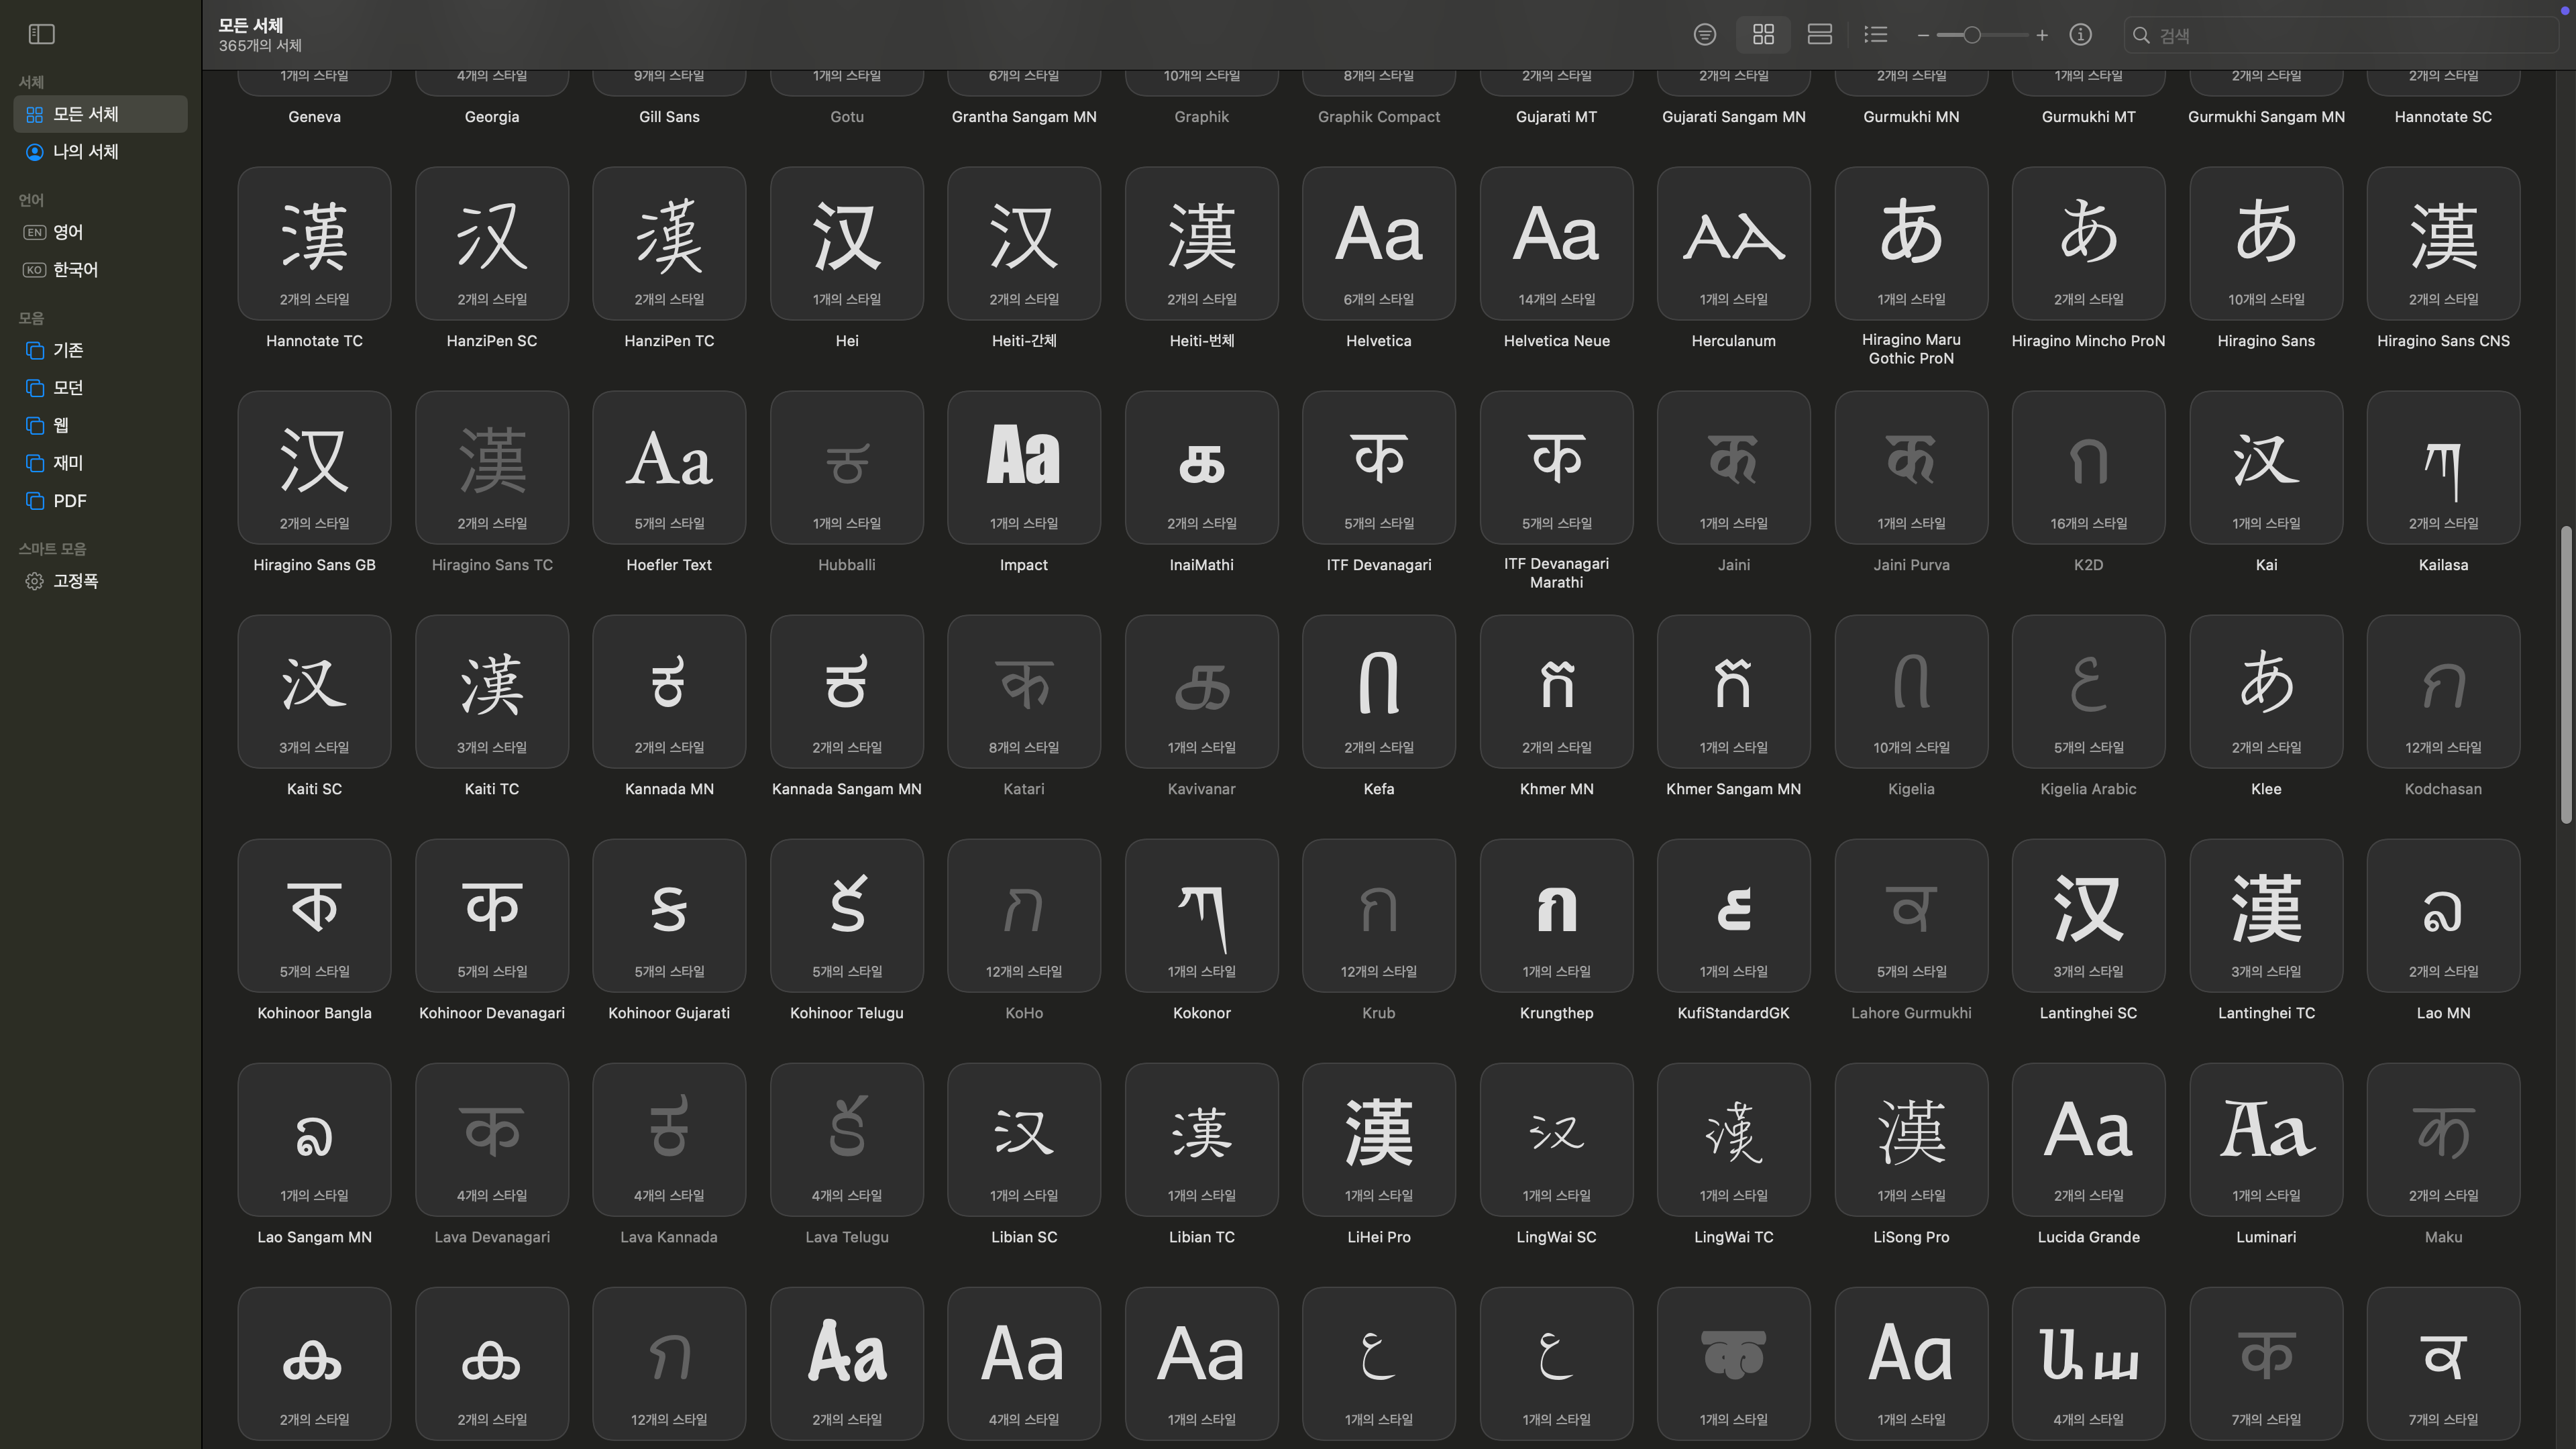 모든 서체
365개의 서체
검색
서체
모든 서체
나의 서체
언어
EN 영어
KO 한국어
모음
기존
모던
웹
재미
PDF
스마트 모음
고정폭
1개의 스타일 4개의 스타일 9개의 스타일 1개의 스타일 6개의 스타일 10개의 스타일 8개의 스타일 2개의 스타일 2개의 스타일 2개의 스타일 1개의 스타일 2개의 스타일 2개의 스타일
Geneva Georgia Gill Sans Gotu Grantha Sangam MN Graphik Graphik Compact Gujarati MT Gujarati Sangam MN Gurmukhi MN Gurmukhi MT Gurmukhi Sangam MN Hannotate SC
漢 汉 漢 汉 汉 漢 Aa Aa AA あ あ あ 漢
2개의 스타일 2개의 스타일 2개의 스타일 1개의 스타일 2개의 스타일 2개의 스타일 6개의 스타일 14개의 스타일 1개의 스타일 1개의 스타일 2개의 스타일 10개의 스타일 2개의 스타일
Hannotate TC HanziPen SC HanziPen TC Hei Heiti-간체 Heiti-번체 Helvetica Helvetica Neue Herculanum Hiragino Maru Gothic ProN Hiragino Mincho ProN Hiragino Sans Hiragino Sans CNS
汉 漢 Aa ಕ Aa க क क क क ก 汉 ཀ
2개의 스타일 2개의 스타일 5개의 스타일 1개의 스타일 1개의 스타일 2개의 스타일 5개의 스타일 5개의 스타일 1개의 스타일 1개의 스타일 16개의 스타일 1개의 스타일 2개의 스타일
Hiragino Sans GB Hiragino Sans TC Hoefler Text Hubballi Impact InaiMathi ITF Devanagari ITF Devanagari Marathi Jaini Jaini Purva K2D Kai Kailasa
汉 漢 ಕ ಕ क க በ ក ក በ ع あ ก
3개의 스타일 3개의 스타일 2개의 스타일 2개의 스타일 8개의 스타일 1개의 스타일 2개의 스타일 2개의 스타일 1개의 스타일 10개의 스타일 5개의 스타일 2개의 스타일 12개의 스타일
Kaiti SC Kaiti TC Kannada MN Kannada Sangam MN Katari Kavivanar Kefa Khmer MN Khmer Sangam MN Kigelia Kigelia Arabic Klee Kodchasan
ক क ક క ก ཀ ก ก ع ਕ 汉 漢 ລ
5개의 스타일 5개의 스타일 5개의 스타일 5개의 스타일 12개의 스타일 1개의 스타일 12개의 스타일 1개의 스타일 1개의 스타일 5개의 스타일 3개의 스타일 3개의 스타일 2개의 스타일
Kohinoor Bangla Kohinoor Devanagari Kohinoor Gujarati Kohinoor Telugu KoHo Kokonor Krub Krungthep KufiStandardGK Lahore Gurmukhi Lantinghei SC Lantinghei TC Lao MN
ລ क ಕ క 汉 漢 漢 汉 漢 漢 Aa Aa क
1개의 스타일 4개의 스타일 4개의 스타일 4개의 스타일 1개의 스타일 1개의 스타일 1개의 스타일 1개의 스타일 1개의 스타일 1개의 스타일 2개의 스타일 1개의 스타일 2개의 스타일
Lao Sangam MN Lava Devanagari Lava Kannada Lava Telugu Libian SC Libian TC LiHei Pro LingWai SC LingWai TC LiSong Pro Lucida Grande Luminari Maku
ക ക ก Aa Aa Aa ع ع क Aa Աա क ਕ
2개의 스타일 2개의 스타일 12개의 스타일 2개의 스타일 4개의 스타일 1개의 스타일 1개의 스타일 1개의 스타일 1개의 스타일 1개의 스타일 4개의 스타일 7개의 스타일 7개의 스타일